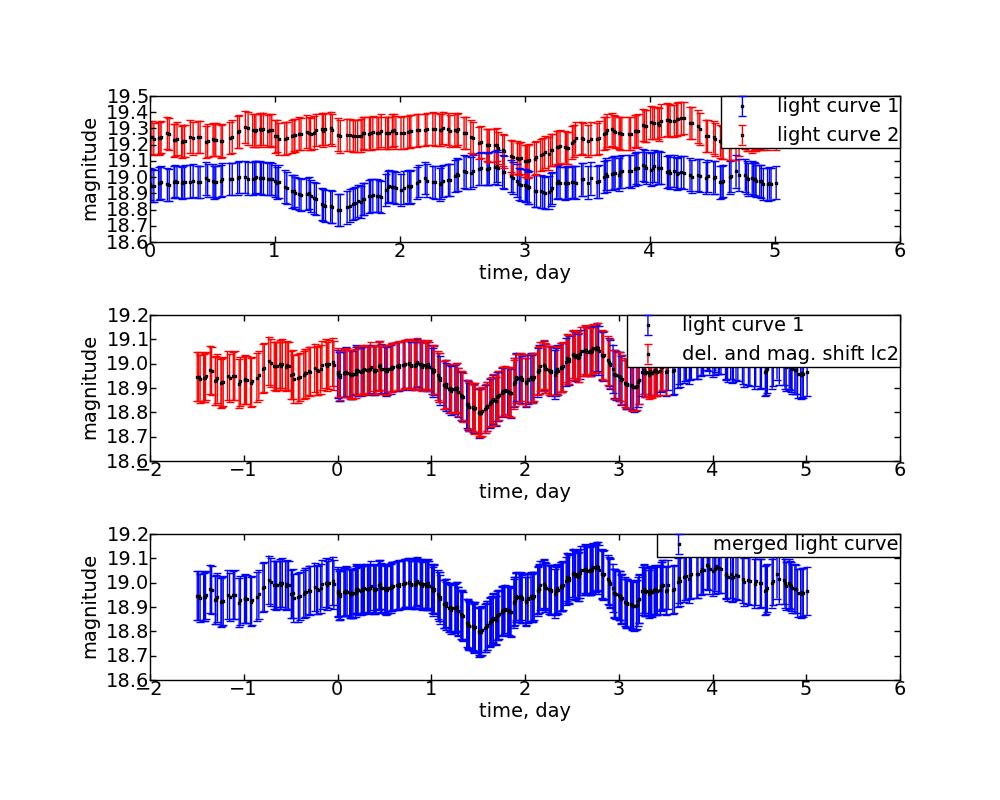 19.5
19.4
19.3
19.2
19.1
19.0
18.9
18.8
18.7
18.6
magnitude
light curve 1
light curve 2
0 1 2 3 4 5 6
time, day
19.2
19.1
19.0
18.9
18.8
18.7
18.6
magnitude
light curve 1
del. and mag. shift lc2
−2 −1 0 1 2 3 4 5 6
time, day
19.2
19.1
19.0
18.9
18.8
18.7
18.6
magnitude
merged light curve
−2 −1 0 1 2 3 4 5 6
time, day